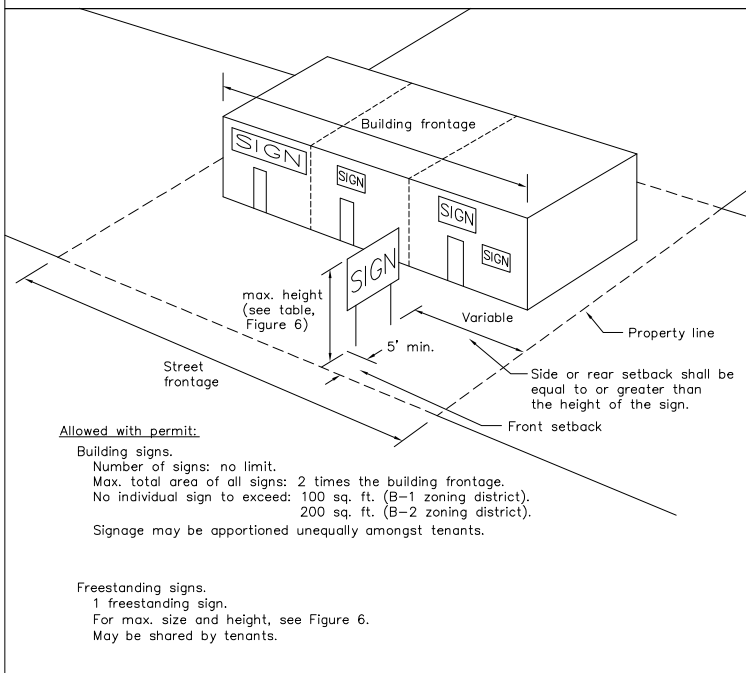 Building frontage
SIGN
SIGN
SIGN
SIGN
SIGN
max. height
(see table,
Figure 6)
Variable
5' min.
Property line
Street
frontage
Side or rear setback shall be
equal to or greater than
the height of the sign.
Front setback
Allowed with permit:
Building signs.
Number of signs: no limit.
Max. total area of all signs: 2 times the building frontage.
No individual sign to exceed: 100 sq. ft. (B-1 zoning district).
200 sq. ft. (B-2 zoning district).
Signage may be apportioned unequally amongst tenants.
Freestanding signs.
1 freestanding sign.
For max. size and height, see Figure 6.
May be shared by tenants.